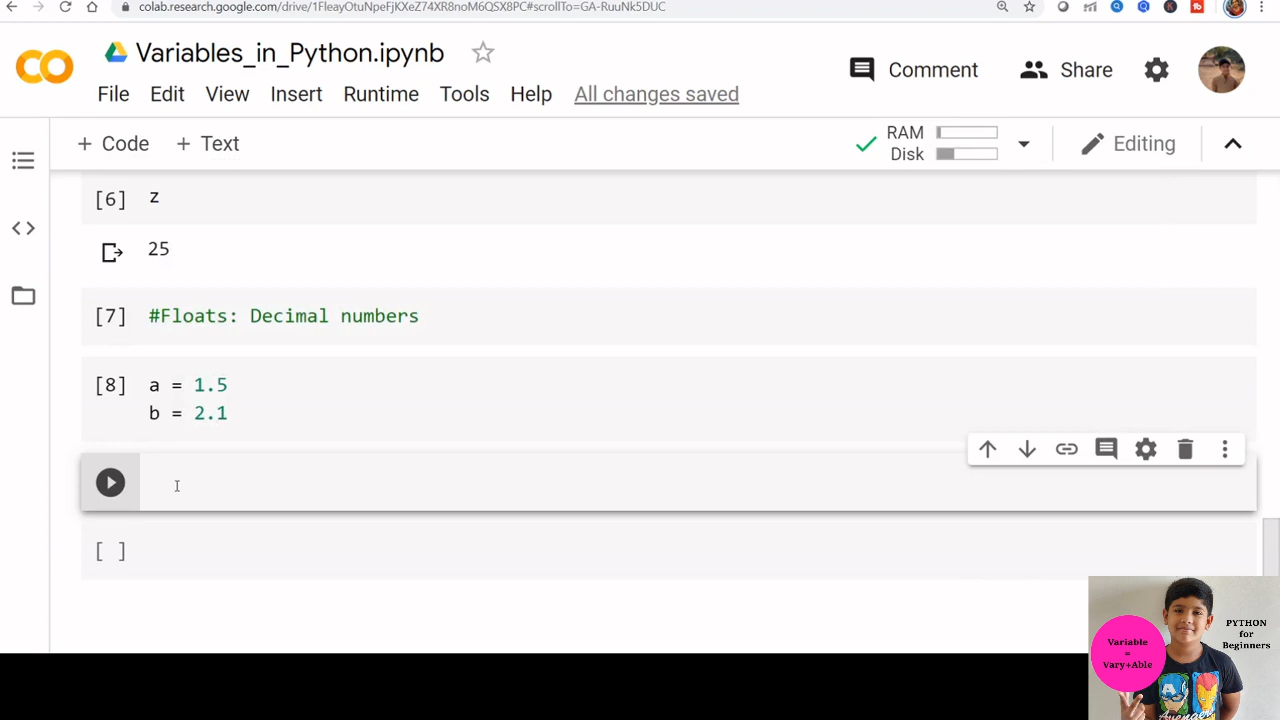 colab.research.google.com/drive/1FleayOtuNpeFjKXeZ74XR8noM6QSX8PC#scrollTo=GA-RuuNk5DUC
CO
Variables_in_Python.ipynb
Comment
Share
File Edit View Insert Runtime Tools Help All changes saved
+ Code + Text
RAM
Disk
Editing
[6] z
25
[7] #Floats: Decimal numbers
[8] a = 1.5
b = 2.1
[ ]
Variable
=
Vary+Able
PYTHON
for
Beginners